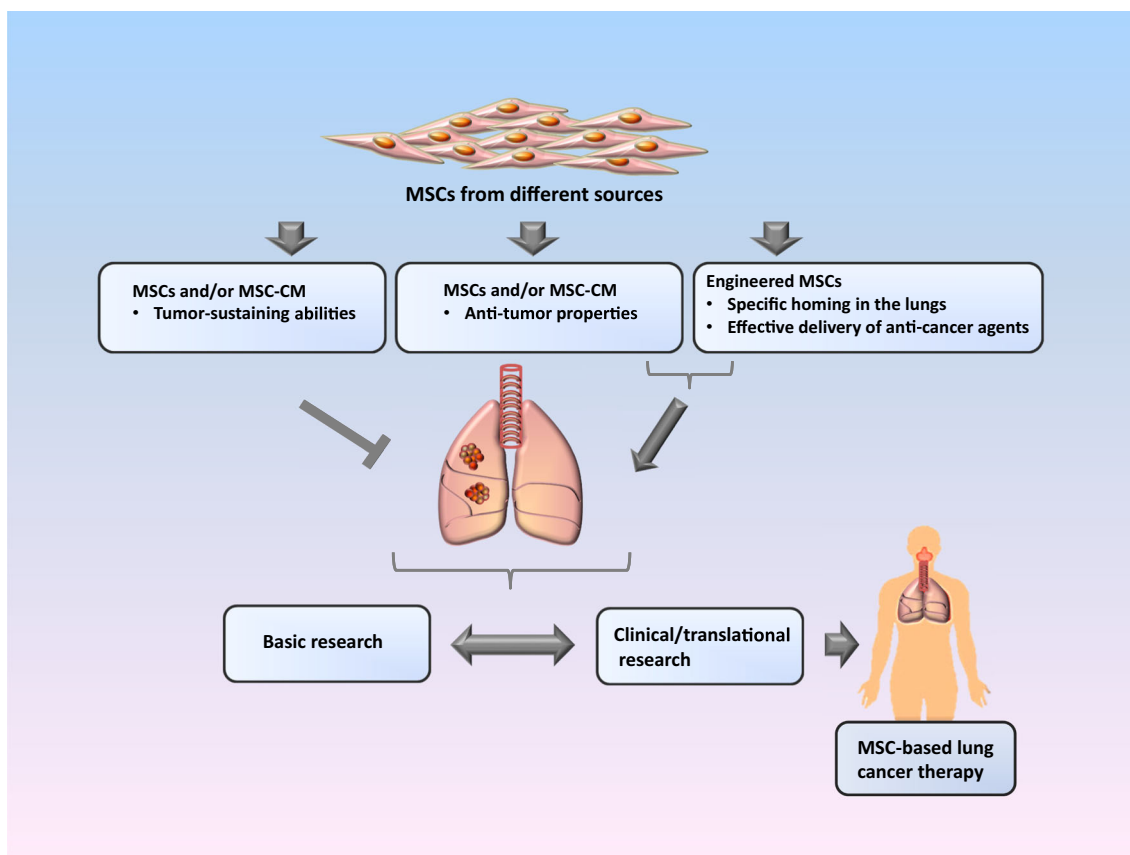 MSCs from different sources
MSCs and/or MSC-CM
• Tumor-sustaining abilities
MSCs and/or MSC-CM
• Anti-tumor properties
Engineered MSCs
• Specific homing in the lungs
• Effective delivery of anti-cancer agents
Basic research
Clinical/translational
research
MSC-based lung
cancer therapy